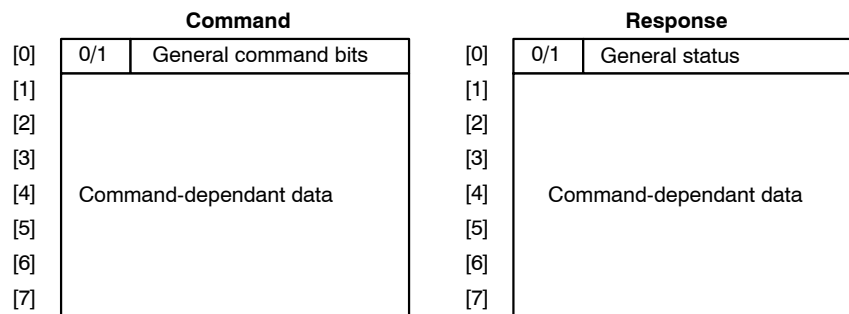 Command Response
[0] 0/1 General command bits [0] 0/1 General status
[1] [1]
[2] [2]
[3] [3]
[4] Command-dependant data [4] Command-dependant data
[5] [5]
[6] [6]
[7] [7]